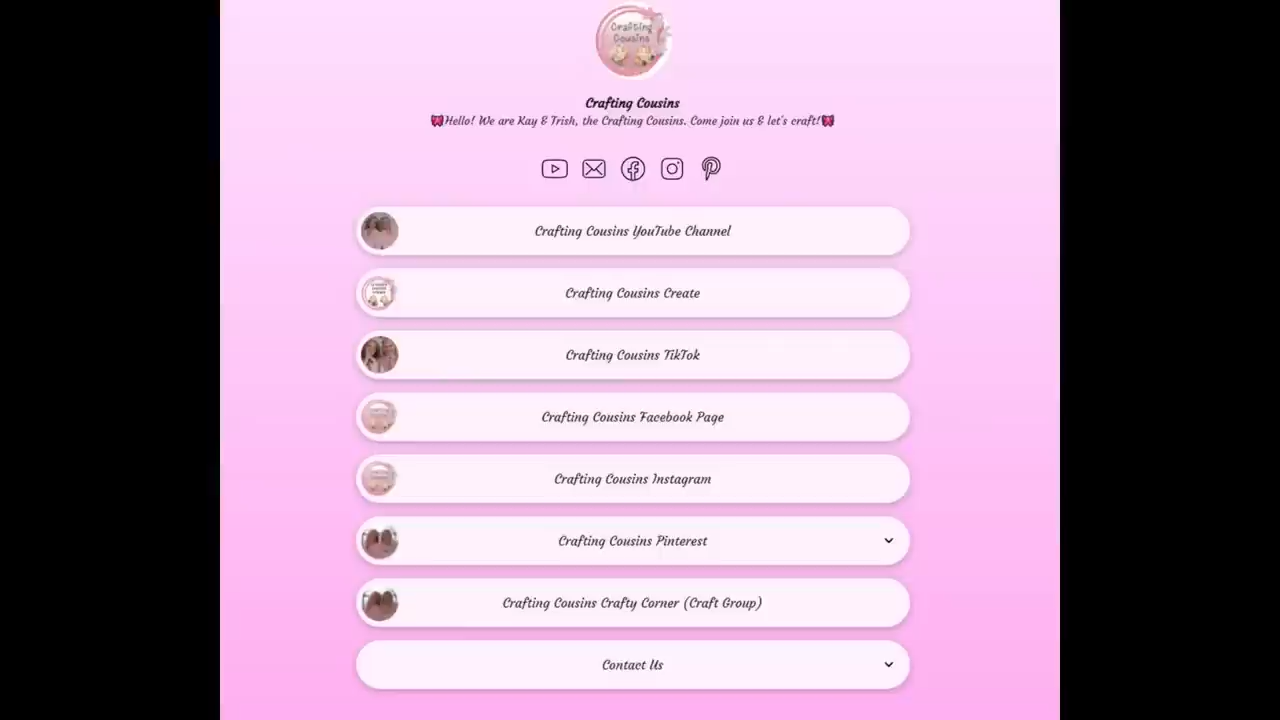 Crafting
Cousins
Crafting Cousins
Hello! We are Kay & Trish, the Crafting Cousins. Come join us & let's craft!
Crafting Cousins YouTube Channel
Crafting Cousins Create
Crafting Cousins TikTok
Crafting Cousins Facebook Page
Crafting Cousins Instagram
Crafting Cousins Pinterest
Crafting Cousins Crafty Corner (Craft Group)
Contact Us